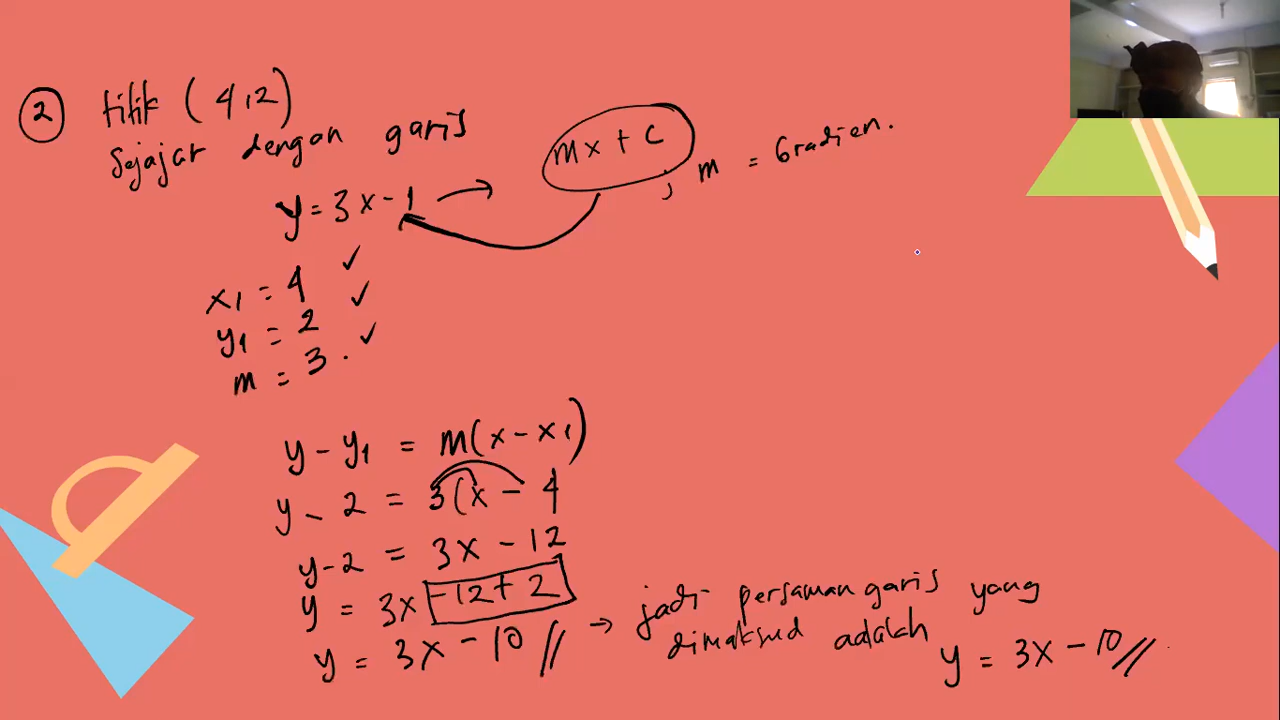 2 titik (4,2)
Sejajar dengan garis
y = 3x - 1 → mx + c ; m = Gradien.
x1 = 4 ✓
y1 = 2 ✓
m = 3. ✓
y - y1 = m(x - x1)
y - 2 = 3(x - 4
y - 2 = 3x - 12
y = 3x - 12 + 2
y = 3x - 10 // → jadi persaman garis yang
dimaksud adalah
y = 3x - 10 //